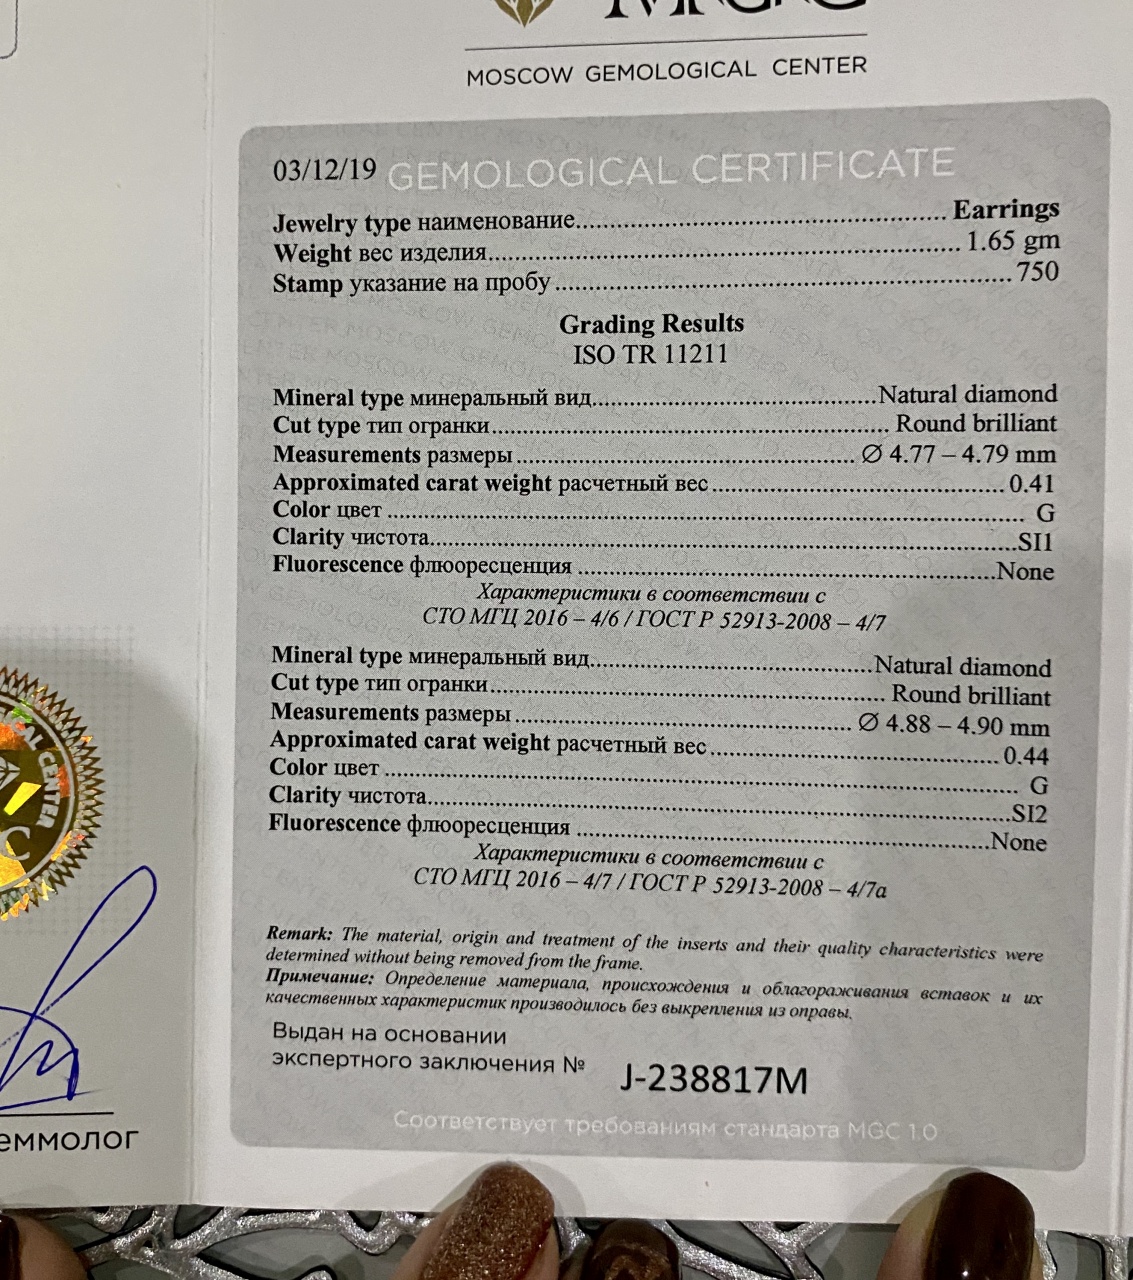 MOSCOW GEMOLOGICAL CENTER
03/12/19 GEMOLOGICAL CERTIFICATE
Jewelry type наименование........ Earrings
Weight вес изделия........ 1.65 gm
Stamp указание на пробу........ 750
Grading Results
ISO TR 11211
Mineral type минеральный вид........Natural diamond
Cut type тип огранки........ Round brilliant
Measurements размеры........ Ø 4.77 – 4.79 mm
Approximated carat weight расчетный вес........ 0.41
Color цвет........ G
Clarity чистота........SI1
Fluorescence флюоресценция........None
Характеристики в соответствии с
СТО МГЦ 2016 – 4/6 / ГОСТ Р 52913-2008 – 4/7
Mineral type минеральный вид........Natural diamond
Cut type тип огранки........ Round brilliant
Measurements размеры........ Ø 4.88 – 4.90 mm
Approximated carat weight расчетный вес........ 0.44
Color цвет........ G
Clarity чистота........SI2
Fluorescence флюоресценция........None
Характеристики в соответствии с
СТО МГЦ 2016 – 4/7 / ГОСТ Р 52913-2008 – 4/7а
Remark: The material, origin and treatment of the inserts and their quality characteristics were
determined without being removed from the frame.
Примечание: Определение материала, происхождения и облагораживания вставок и их
качественных характеристик производилось без выкрепления из оправы.
Выдан на основании
экспертного заключения № J-238817M
Соответствует требованиям стандарта MGC 1.0
CENTER
еммолог